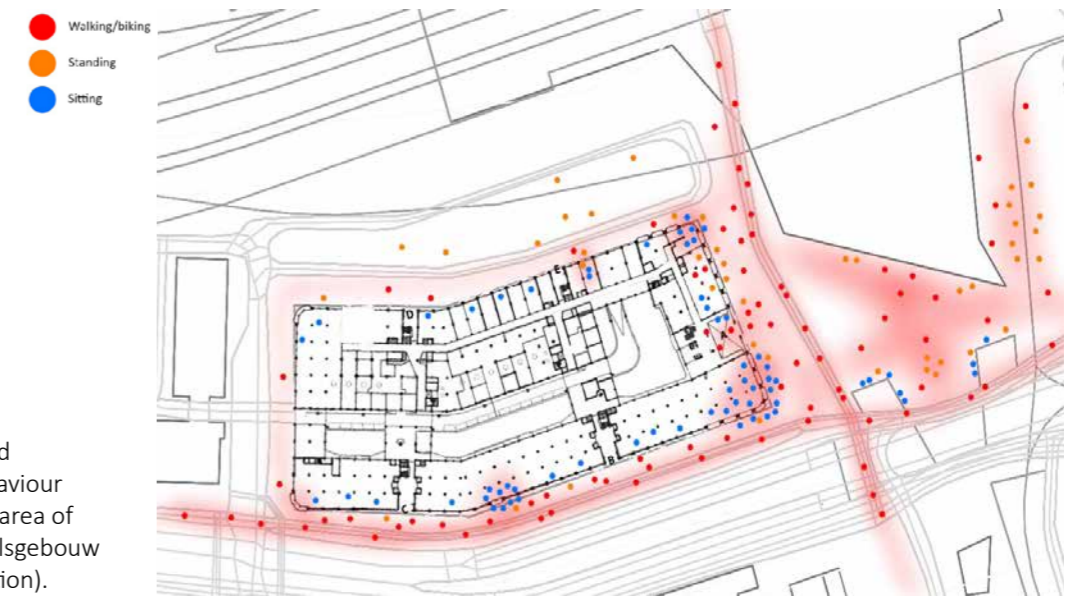 Walking/biking
Standing
Sitting
E
D
A
B
C
d
aviour
area of
lsgebouw
ion).